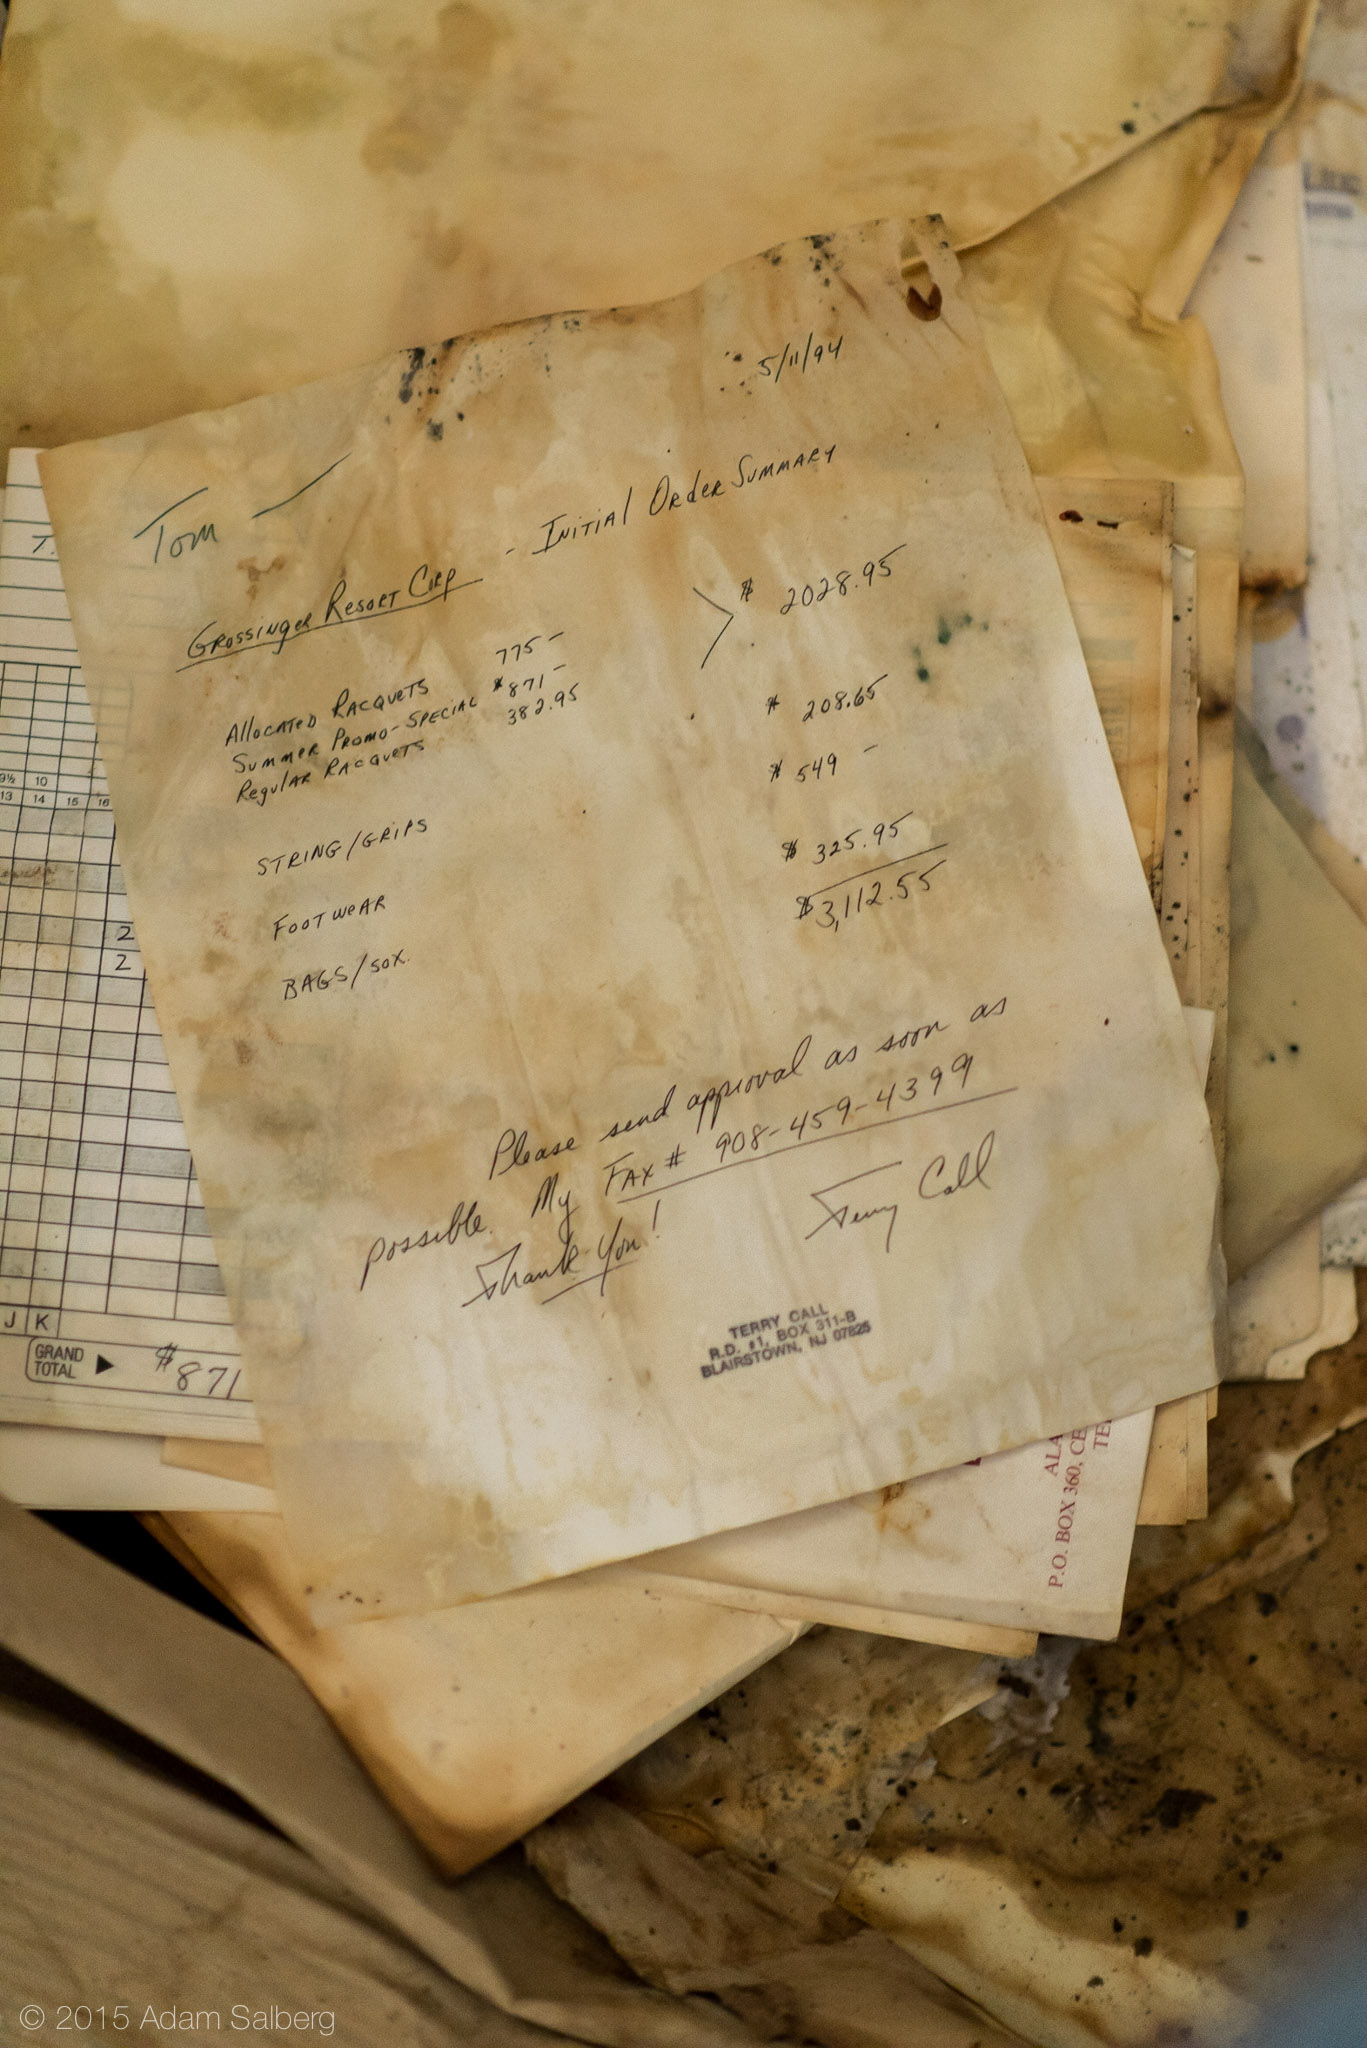 5/11/94
Tom
Grossinger Resort Corp - Initial Order Summary
Allocated Racquets 775-
Summer Promo-Special $871-
Regular Racquets 382.95
$ 2028.95
String/Grips $ 208.65
Footwear $ 549-
Bags/Sox. $ 325.95
$3,112.55
Please send approval as soon as
possible. My Fax # 908-459-4399
Thank You!
Terry Call
TERRY CALL
R.D. #1, BOX 311-B
BLAIRSTOWN, NJ 07825
9½ 10
13 14 15 16
2
2
J K
GRAND
TOTAL
$871
ALA
P.O. BOX 360, CE
TE
© 2015 Adam Salberg